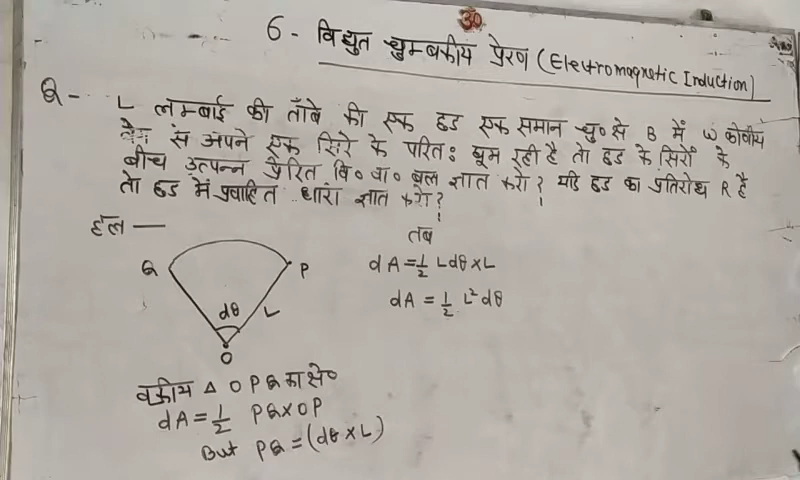 30
6 - विद्युत चुम्बकीय प्रेरण (Electromagnetic Induction)
Q - L लम्बाई की ताँबे की एक छड एक समान चु० क्षे B में ω कोणीय
वेग से अपने एक सिरे के परित: घूम रही है तो छड के सिरों के
बीच उत्पन्न प्रेरित वि० वा० बल ज्ञात करो? यदि छड का प्रतिरोध R है
तो छड में प्रवाहित धारा ज्ञात करो?
हल —
Q
P
dθ
L
O
वक्रीय Δ OPQ का क्षे०
dA = 1/2 PQ×OP
But PQ = (dθ×L)
तब
dA = 1/2 Ldθ×L
dA = 1/2 L² dθ